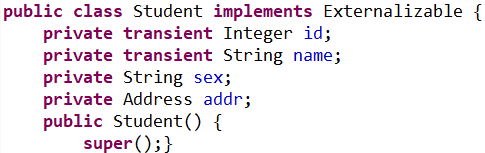 public class Student implements Externalizable {
    private transient Integer id;
    private transient String name;
    private String sex;
    private Address addr;
    public Student() {
        super();}